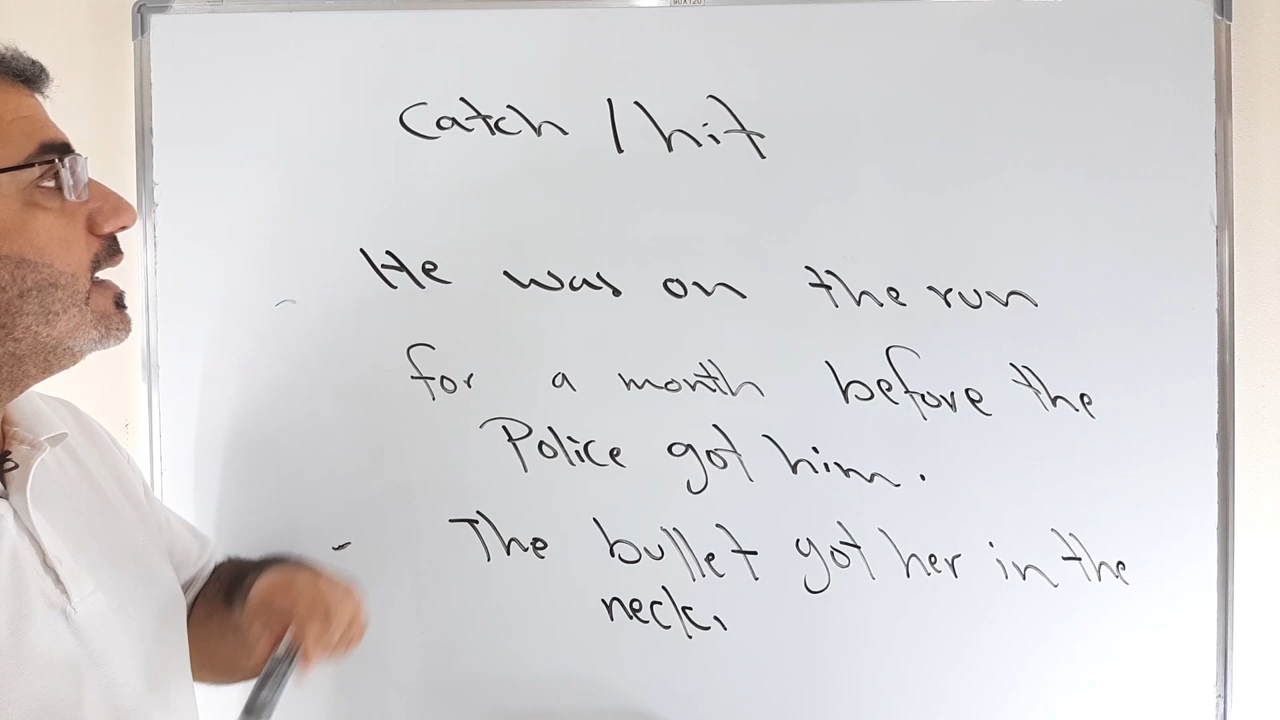 90X120
Catch / hit
- He was on the run
for a month before the
Police got him.
- The bullet got her in the
neck.